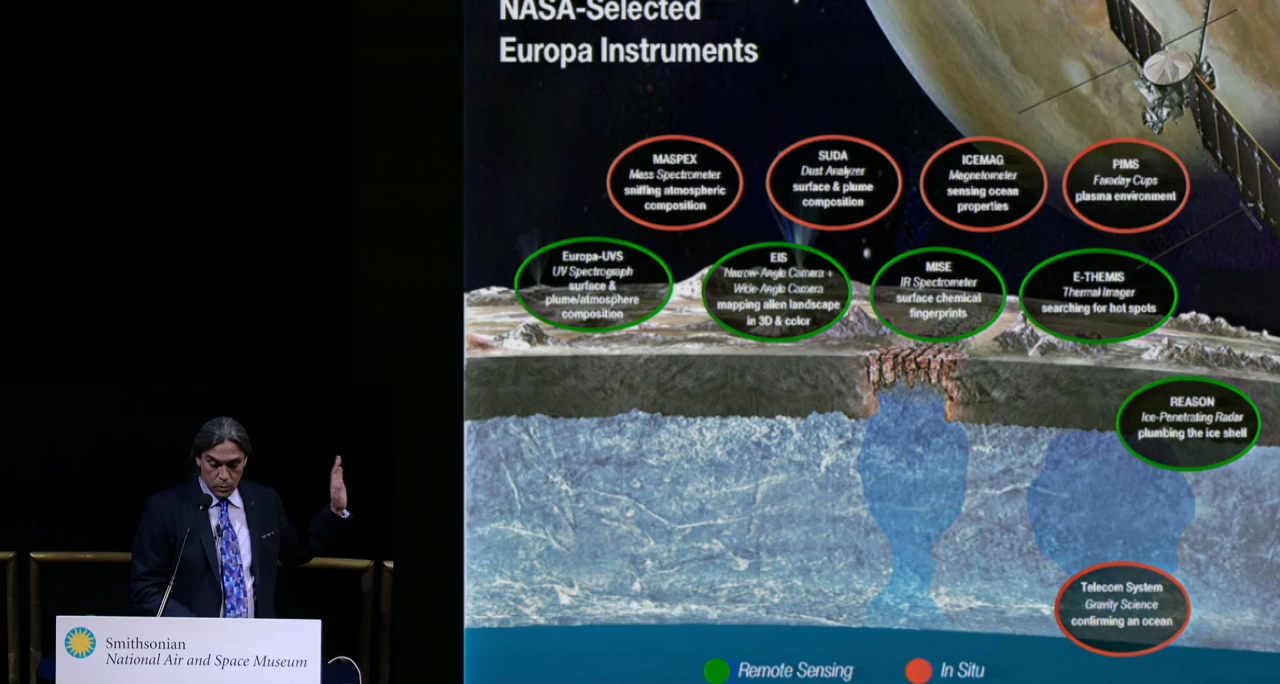 NASA-Selected
Europa Instruments
MASPEX
Mass Spectrometer
sniffing atmospheric
composition
SUDA
Dust Analyzer
surface & plume
composition
ICEMAG
Magnetometer
sensing ocean
properties
PIMS
Faraday Cups
plasma environment
Europa-UVS
UV Spectrograph
surface &
plume/atmosphere
composition
EIS
Narrow-Angle Camera +
Wide-Angle Camera
mapping alien landscape
in 3D & color
MISE
IR Spectrometer
surface chemical
fingerprints
E-THEMIS
Thermal Imager
searching for hot spots
REASON
Ice-Penetrating Radar
plumbing the ice shell
Telecom System
Gravity Science
confirming an ocean
Remote Sensing
In Situ
Smithsonian
National Air and Space Museum